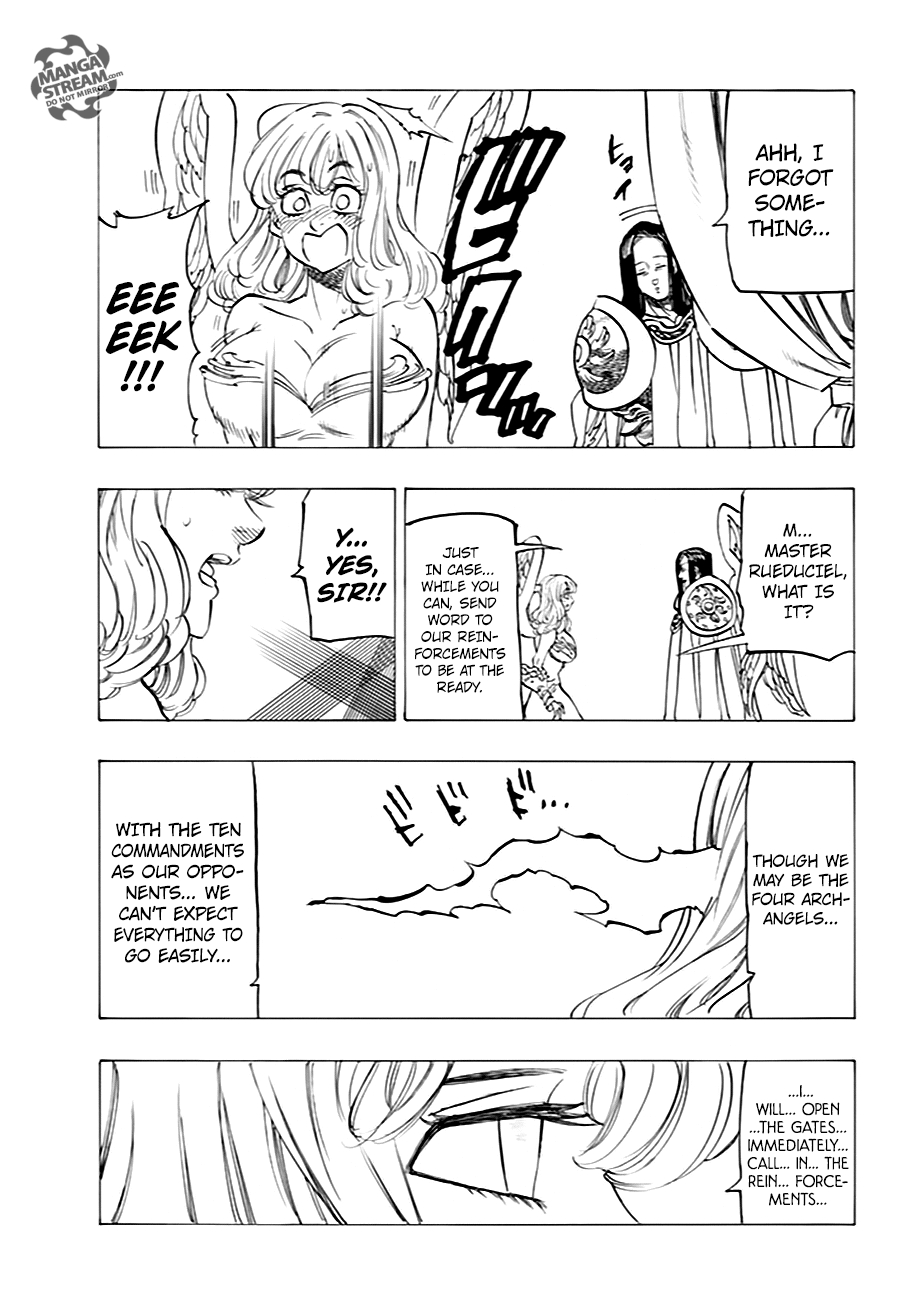 MANGA
STREAM.com
DO NOT MIRROR
AHH, I
FORGOT
SOME-
THING...
ヒョイ
EEE
EEK
!!!
M...
MASTER
RUEDUCIEL,
WHAT IS
IT?
JUST
IN CASE...
WHILE YOU
CAN, SEND
WORD TO
OUR REIN-
FORCEMENTS
TO BE AT THE
READY.
Y...
YES,
SIR!!
THOUGH WE
MAY BE THE
FOUR ARCH-
ANGELS...
ドドド...
WITH THE TEN
COMMANDMENTS
AS OUR OPPO-
NENTS... WE
CAN'T EXPECT
EVERYTHING TO
GO EASILY...
...I...
WILL... OPEN
...THE GATES...
IMMEDIATELY...
CALL... IN... THE
REIN... FORCE-
MENTS...